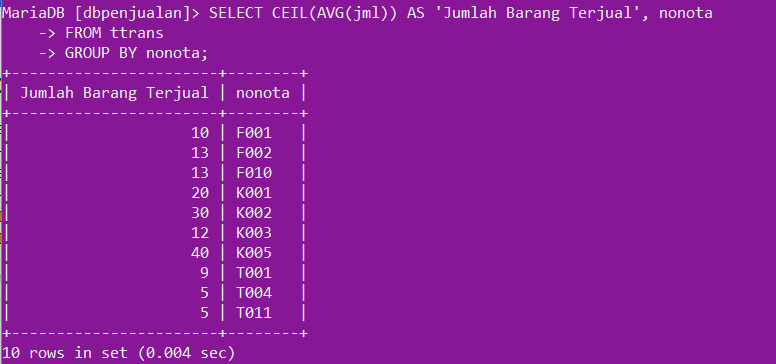 MariaDB [dbpenjualan]> SELECT CEIL(AVG(jml)) AS 'Jumlah Barang Terjual', nonota
    -> FROM ttrans
    -> GROUP BY nonota;
+-----------------------+--------+
| Jumlah Barang Terjual | nonota |
+-----------------------+--------+
|                    10 | F001   |
|                    13 | F002   |
|                    13 | F010   |
|                    20 | K001   |
|                    30 | K002   |
|                    12 | K003   |
|                    40 | K005   |
|                     9 | T001   |
|                     5 | T004   |
|                     5 | T011   |
+-----------------------+--------+
10 rows in set (0.004 sec)